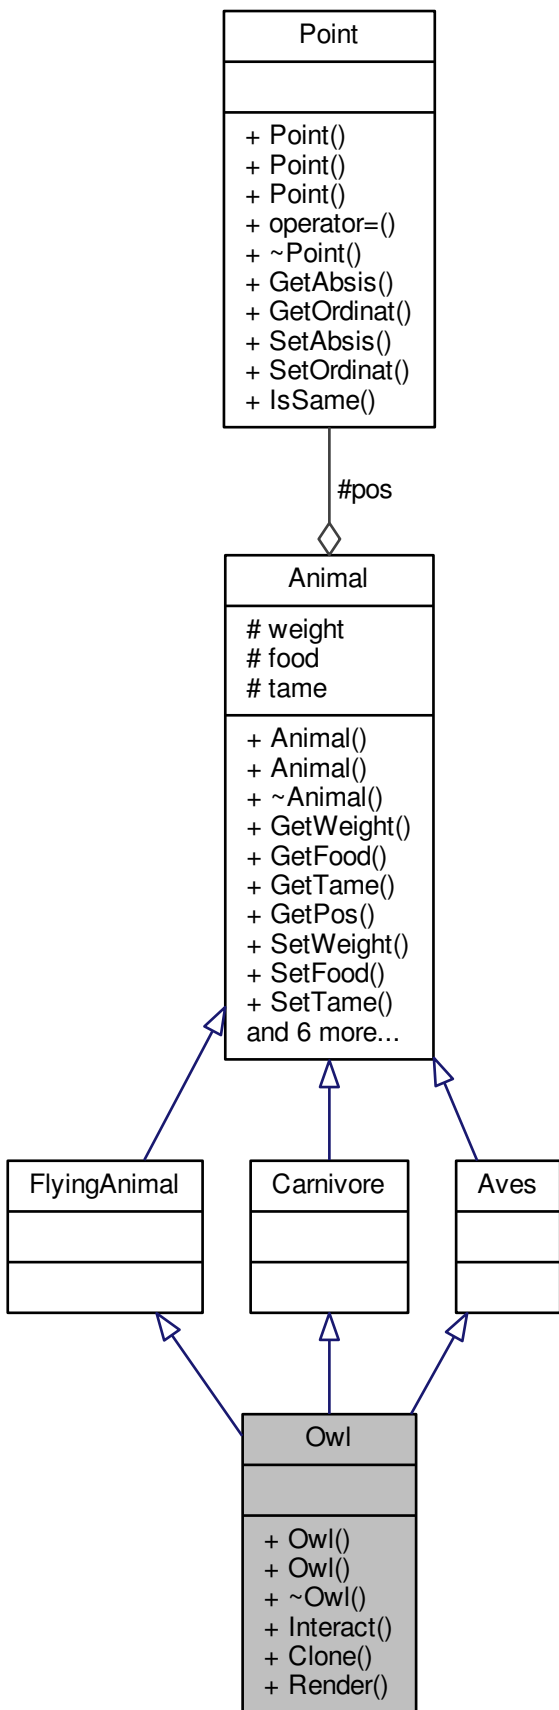 Point
+ Point()
+ Point()
+ Point()
+ operator=()
+ ~Point()
+ GetAbsis()
+ GetOrdinat()
+ SetAbsis()
+ SetOrdinat()
+ IsSame()
#pos
Animal
# weight
# food
# tame
+ Animal()
+ Animal()
+ ~Animal()
+ GetWeight()
+ GetFood()
+ GetTame()
+ GetPos()
+ SetWeight()
+ SetFood()
+ SetTame()
and 6 more...
FlyingAnimal
Carnivore
Aves
Owl
+ Owl()
+ Owl()
+ ~Owl()
+ Interact()
+ Clone()
+ Render()